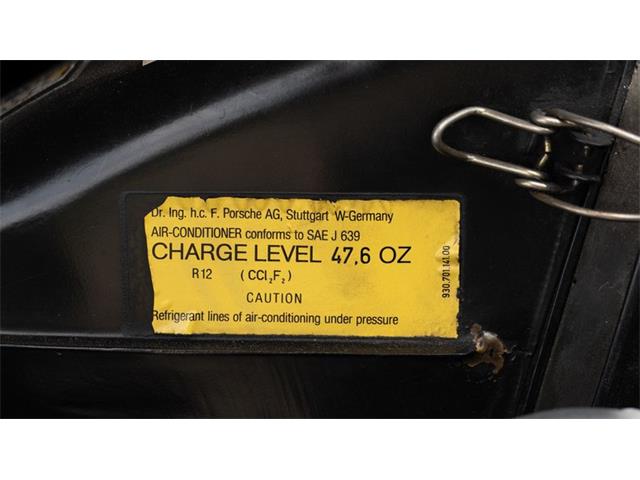 Dr. Ing. h.c. F. Porsche AG, Stuttgart W-Germany
AIR-CONDITIONER conforms to SAE J 639
CHARGE LEVEL 47,6 OZ
R12 (CCl₂F₂)
CAUTION
Refrigerant lines of air-conditioning under pressure
930.701.141.00